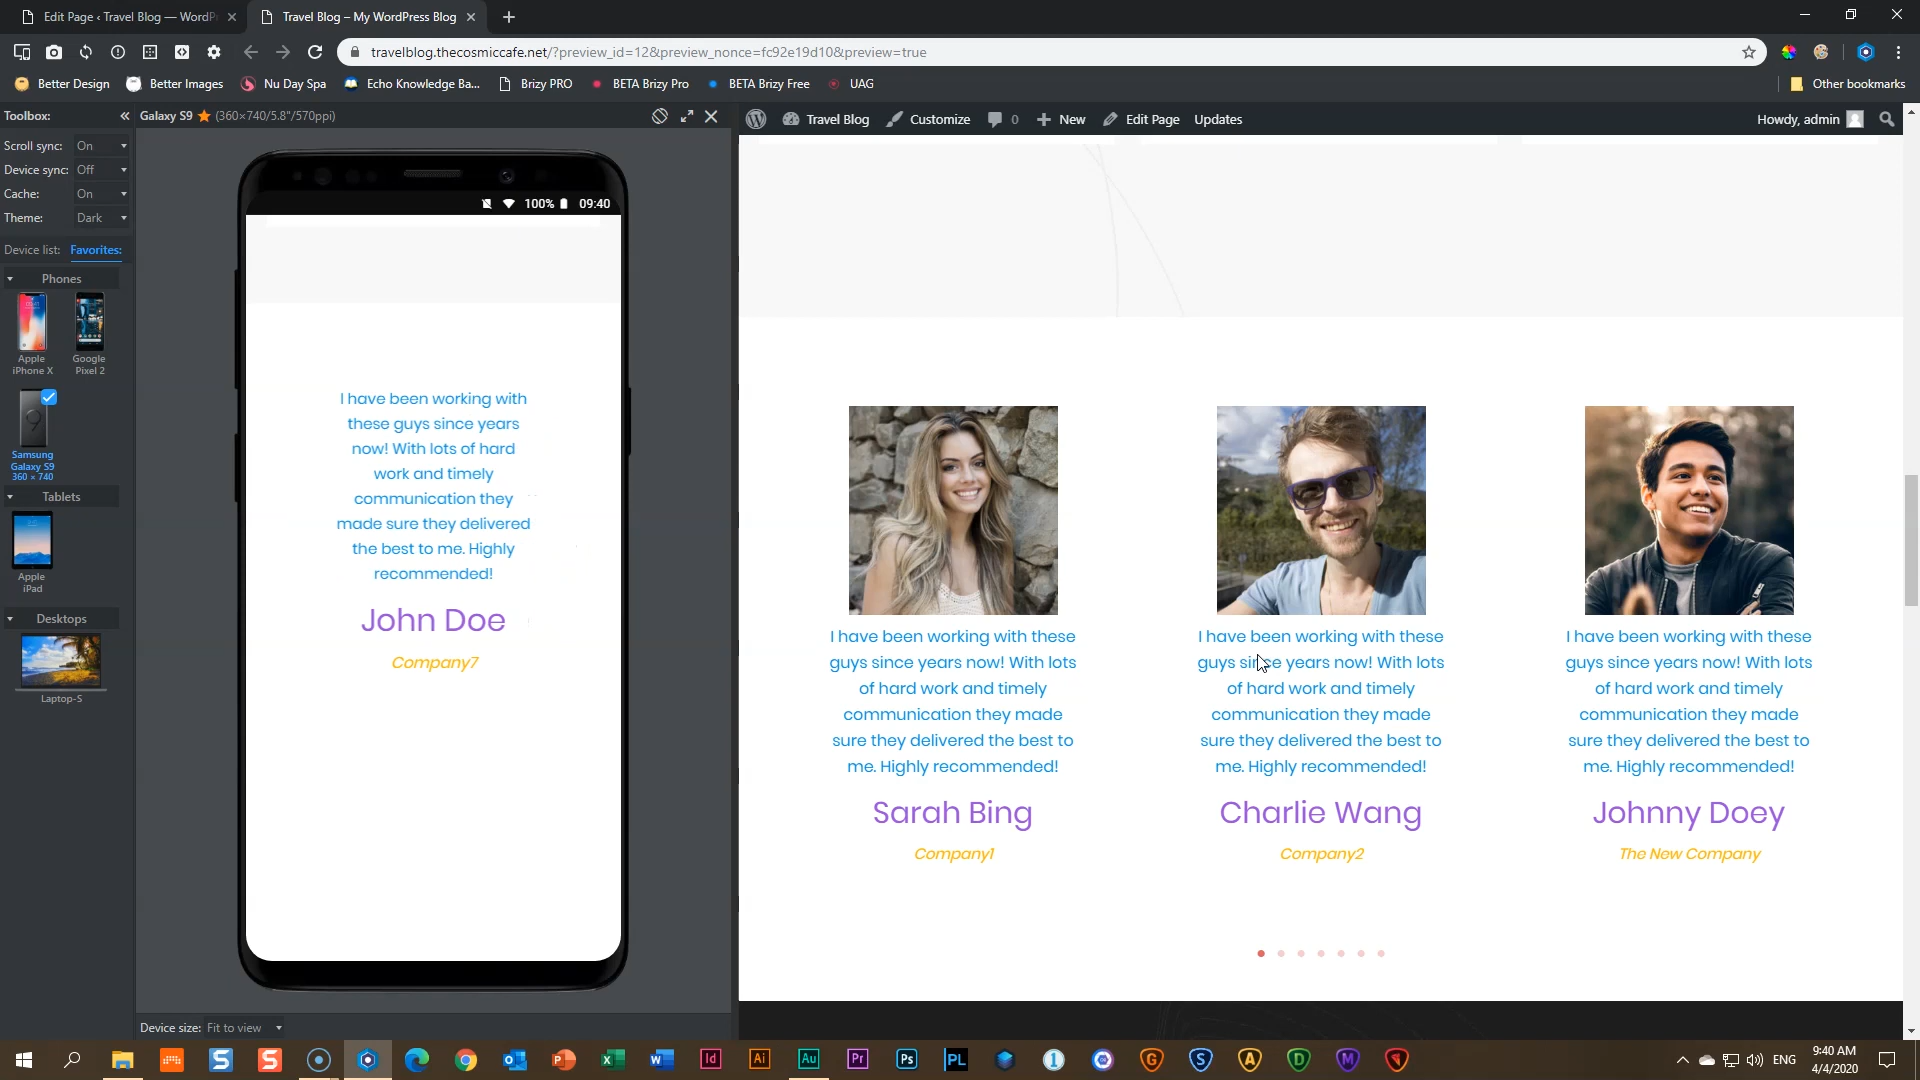 Edit Page ‹ Travel Blog — WordP
Travel Blog – My WordPress Blog
travelblog.thecosmiccafe.net/?preview_id=12&preview_nonce=fc92e19d10&preview=true
Better Design
Better Images
Nu Day Spa
Echo Knowledge Ba...
Brizy PRO
BETA Brizy Pro
BETA Brizy Free
UAG
Other bookmarks
Toolbox:
Galaxy S9 (360×740/5.8"/570ppi)
Travel Blog
Customize
0
New
Edit Page
Updates
Howdy, admin
Scroll sync: On
Device sync: Off
Cache: On
Theme: Dark
Device list: Favorites:
Phones
Apple
iPhone X
Google
Pixel 2
Samsung
Galaxy S9
360 × 740
Tablets
Apple
iPad
Desktops
Laptop-S
100% 09:40
I have been working with
these guys since years
now! With lots of hard
work and timely
communication they
made sure they delivered
the best to me. Highly
recommended!
John Doe
Company7
Device size: Fit to view
I have been working with these
guys since years now! With lots
of hard work and timely
communication they made
sure they delivered the best to
me. Highly recommended!
Sarah Bing
Company1
I have been working with these
guys since years now! With lots
of hard work and timely
communication they made
sure they delivered the best to
me. Highly recommended!
Charlie Wang
Company2
I have been working with these
guys since years now! With lots
of hard work and timely
communication they made
sure they delivered the best to
me. Highly recommended!
Johnny Doey
The New Company
Id
Ai
Au
Pr
Ps
PL
ENG
9:40 AM
4/4/2020